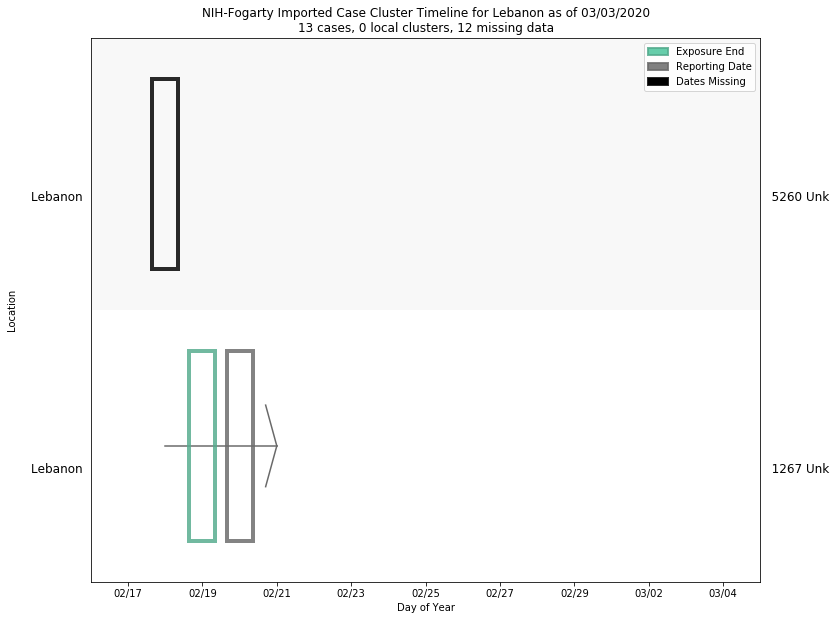 NIH-Fogarty Imported Case Cluster Timeline for Lebanon as of 03/03/2020
13 cases, 0 local clusters, 12 missing data
Exposure End
Reporting Date
Dates Missing
Lebanon
5260 Unk
Location
Lebanon
1267 Unk
02/17 02/19 02/21 02/23 02/25 02/27 02/29 03/02 03/04
Day of Year